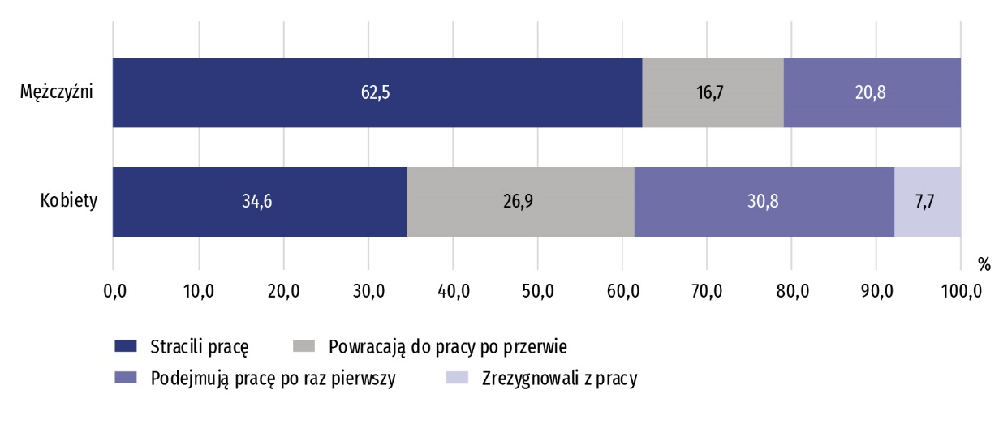 Mężczyźni 62,5 16,7 20,8
Kobiety 34,6 26,9 30,8 7,7
%
0,0 10,0 20,0 30,0 40,0 50,0 60,0 70,0 80,0 90,0 100,0
Stracili pracę Powracają do pracy po przerwie
Podejmują pracę po raz pierwszy Zrezygnowali z pracy